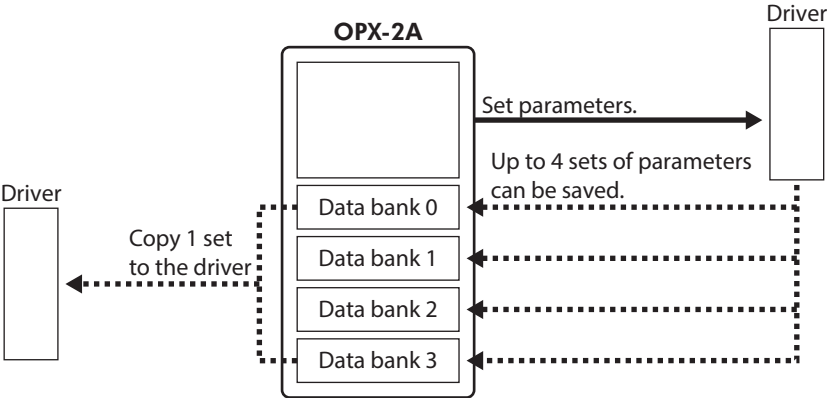 Driver
OPX-2A
Set parameters.
Up to 4 sets of parameters
can be saved.
Driver
Data bank 0
Copy 1 set
to the driver
Data bank 1
Data bank 2
Data bank 3